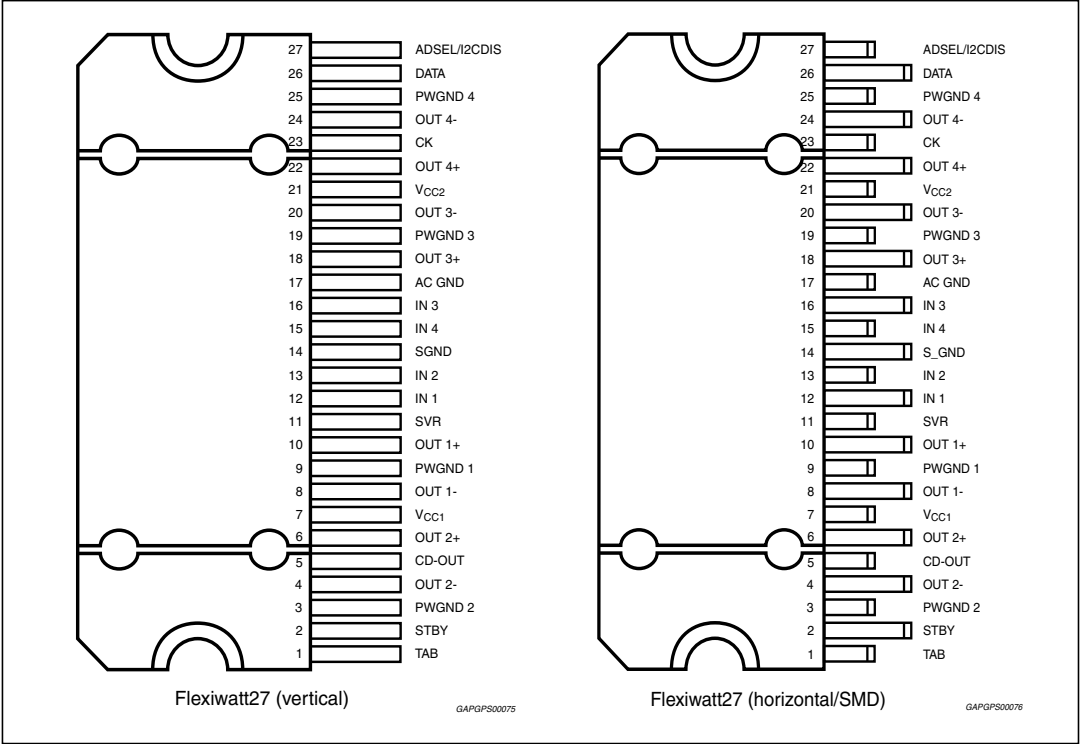 27 ADSEL/I2CDIS
26 DATA
25 PWGND 4
24 OUT 4-
23 CK
22 OUT 4+
21 VCC2
20 OUT 3-
19 PWGND 3
18 OUT 3+
17 AC GND
16 IN 3
15 IN 4
14 SGND
13 IN 2
12 IN 1
11 SVR
10 OUT 1+
9 PWGND 1
8 OUT 1-
7 VCC1
6 OUT 2+
5 CD-OUT
4 OUT 2-
3 PWGND 2
2 STBY
1 TAB
Flexiwatt27 (vertical)
GAPGPS00075
27 ADSEL/I2CDIS
26 DATA
25 PWGND 4
24 OUT 4-
23 CK
22 OUT 4+
21 VCC2
20 OUT 3-
19 PWGND 3
18 OUT 3+
17 AC GND
16 IN 3
15 IN 4
14 S_GND
13 IN 2
12 IN 1
11 SVR
10 OUT 1+
9 PWGND 1
8 OUT 1-
7 VCC1
6 OUT 2+
5 CD-OUT
4 OUT 2-
3 PWGND 2
2 STBY
1 TAB
Flexiwatt27 (horizontal/SMD)
GAPGPS00076